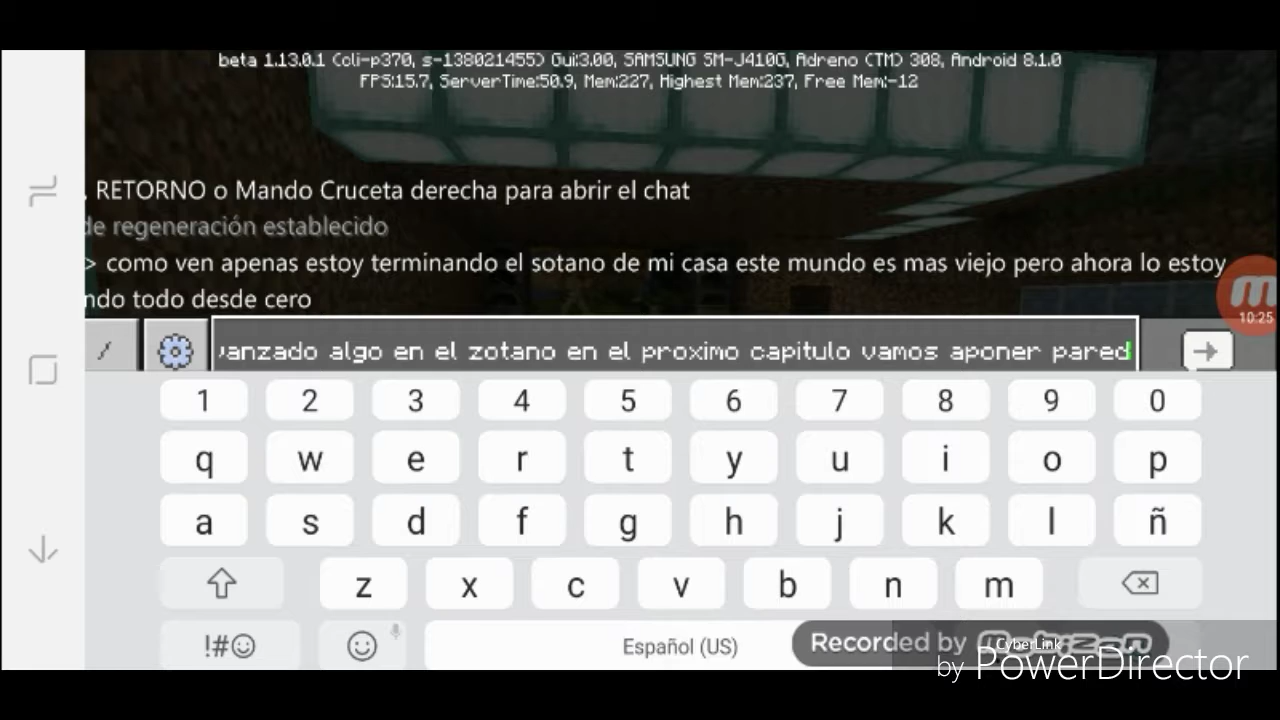 beta 1.13.0.1 (Coli-p370, s-138021455) Gui:3.00, SAMSUNG SM-J410G, Adreno (TM) 308, Android 8.1.0
FPS:15.7, ServerTime:50.9, Mem:227, Highest Mem:237, Free Mem:-12
, RETORNO o Mando Cruceta derecha para abrir el chat
de regeneración establecido
> como ven apenas estoy terminando el sotano de mi casa este mundo es mas viejo pero ahora lo estoy
ndo todo desde cero
10:25
/ vanzado algo en el zotano en el proximo capitulo vamos aponer pared
1 2 3 4 5 6 7 8 9 0
q w e r t y u i o p
a s d f g h j k l ñ
z x c v b n m
!#☺ Español (US)
Recorded by Mobizen
by CyberLink PowerDirector